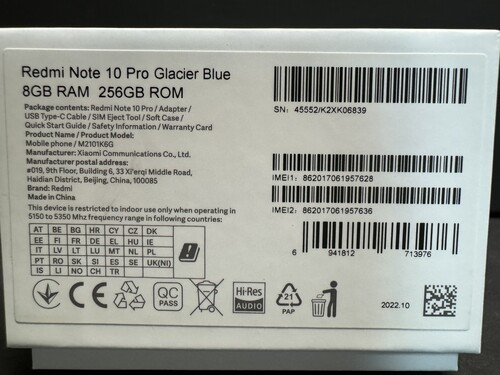 Redmi Note 10 Pro Glacier Blue
8GB RAM 256GB ROM
Package contents: Redmi Note 10 Pro / Adapter /
USB Type-C Cable / SIM Eject Tool / Soft Case /
Quick Start Guide / Safety Information / Warranty Card
Product Name / Product Model:
Mobile phone / M2101K6G
Manufacturer: Xiaomi Communications Co., Ltd.
Manufacturer postal address:
#019, 9th Floor, Building 6, 33 Xi'erqi Middle Road,
Haidian District, Beijing, China, 100085
Brand: Redmi
Made in China
This device is restricted to indoor use only when operating in
5150 to 5350 Mhz frequency range in following countries:
AT BE BG HR CY CZ DK
EE FI FR DE EL HU IE
IT LV LT LU MT NL PL
PT RO SK SI ES SE UK(NI)
IS LI NO CH TR
SN: 45552/K2XK06839
IMEI1: 862017061957628
IMEI2: 862017061957636
6 941812 713976
CE
QC
PASS
Hi-Res
AUDIO
21
PAP
2022.10